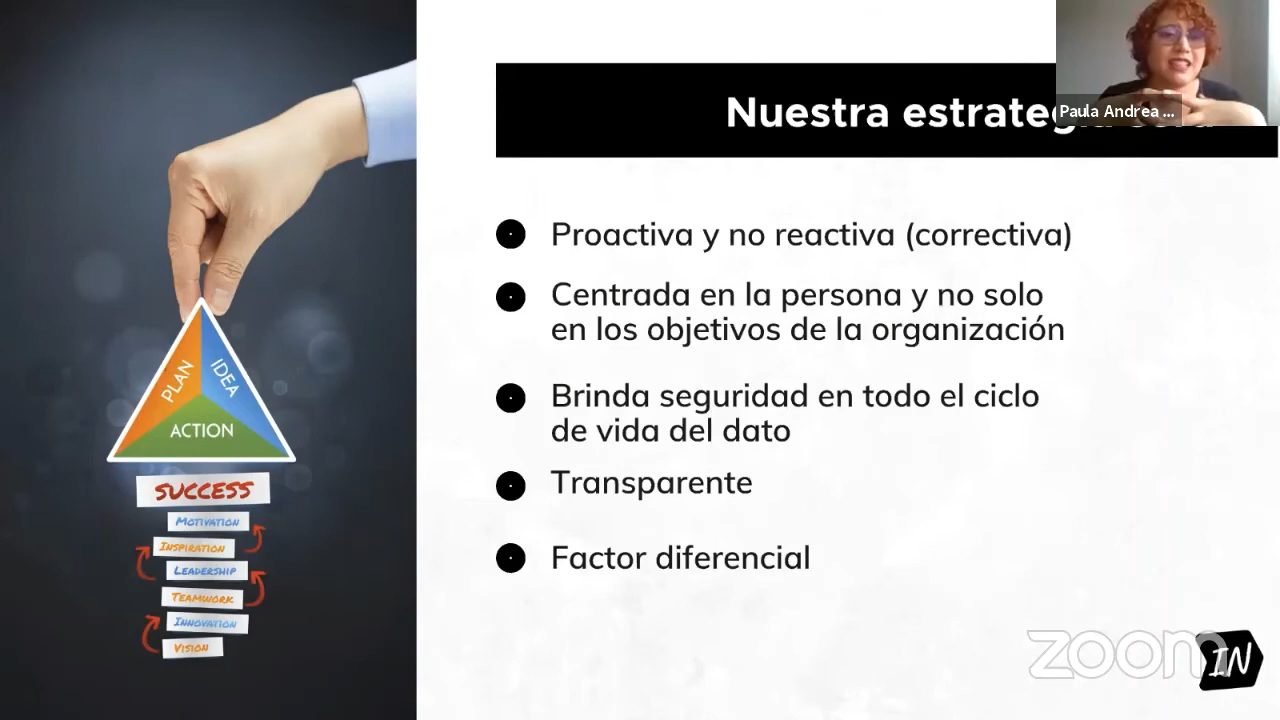 Nuestra estrategia
Paula Andrea ...
Proactiva y no reactiva (correctiva)
Centrada en la persona y no solo
en los objetivos de la organización
Brinda seguridad en todo el ciclo
de vida del dato
Transparente
Factor diferencial
PLAN
IDEA
ACTION
SUCCESS
MOTIVATION
INSPIRATION
LEADERSHIP
TEAMWORK
INNOVATION
VISION
zoom
IN